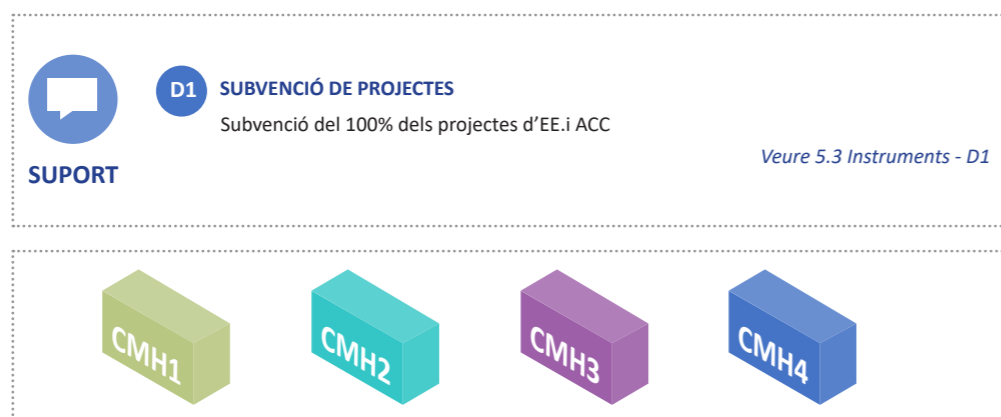 D1 SUBVENCIÓ DE PROJECTES
Subvenció del 100% dels projectes d’EE.i ACC
Veure 5.3 Instruments - D1
SUPORT
CMH1 CMH2 CMH3 CMH4